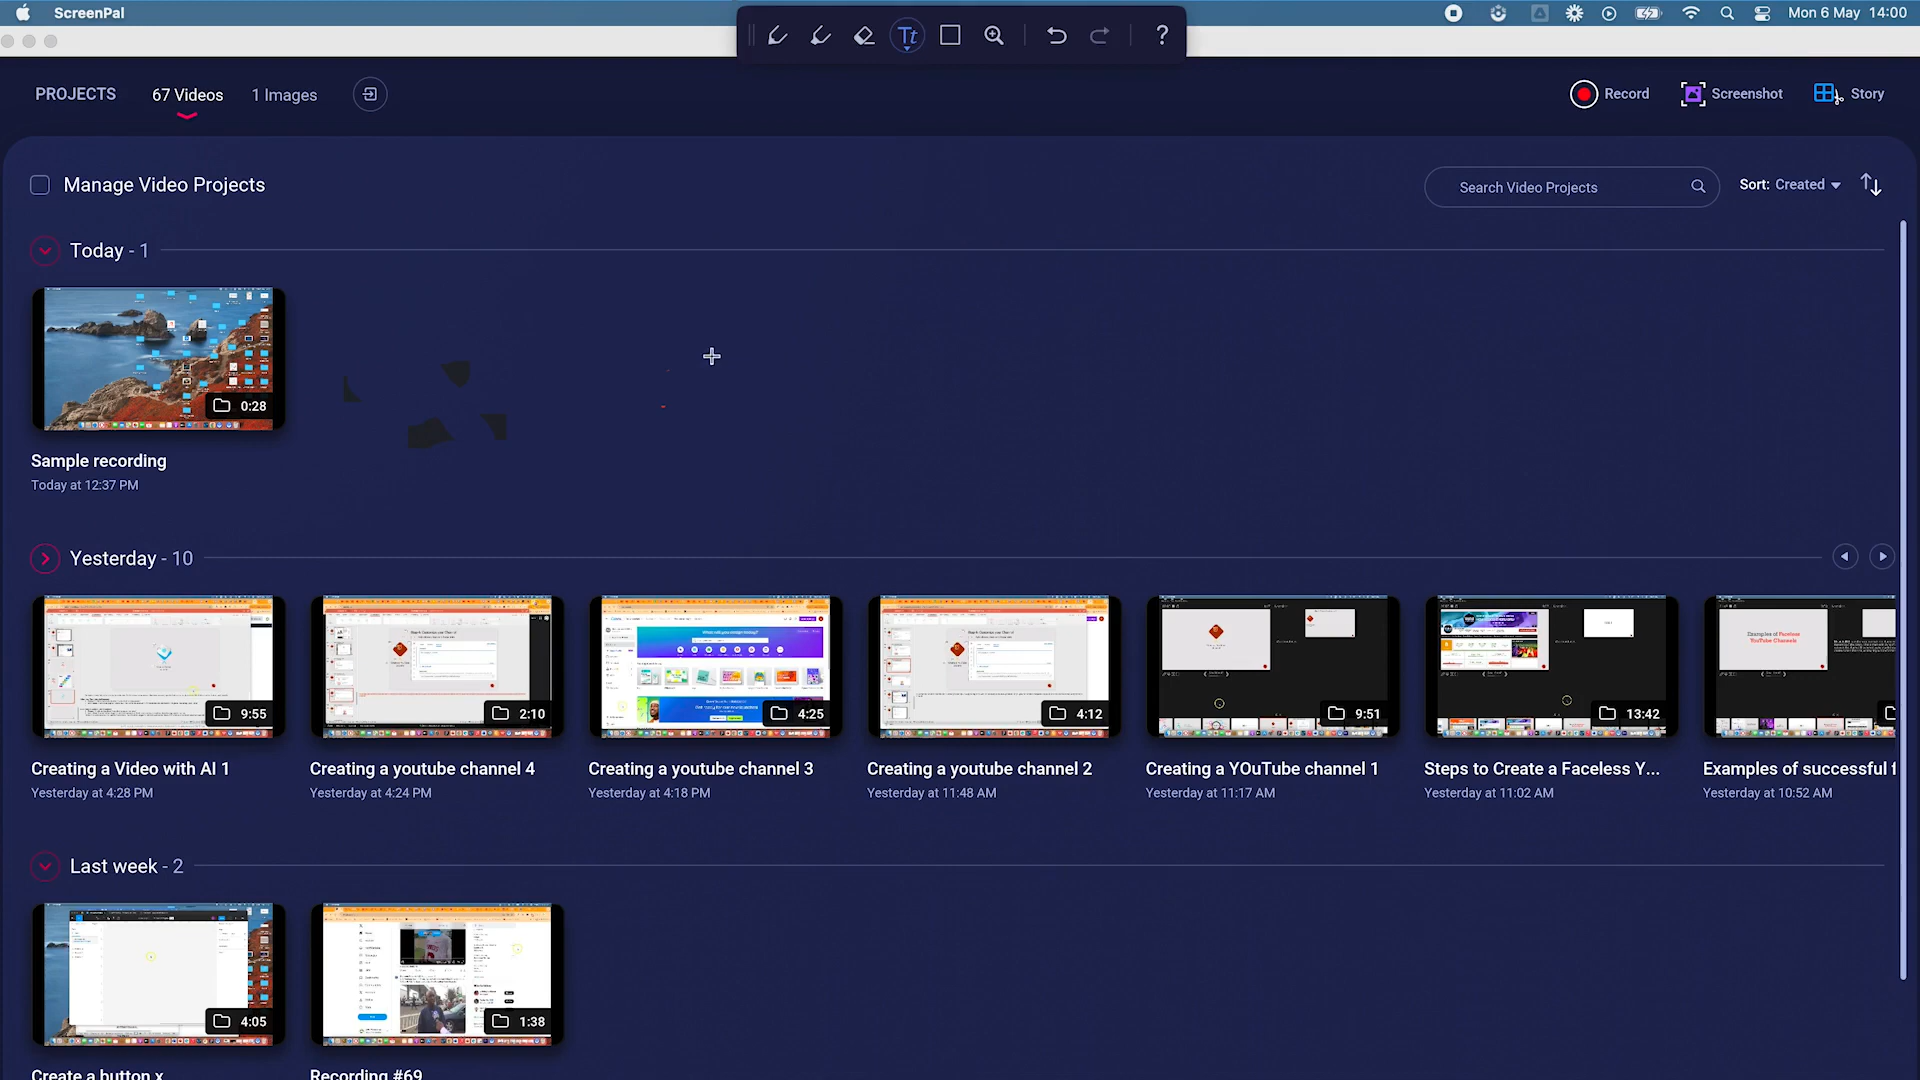 ScreenPal
Mon 6 May 14:00
Tt
?
PROJECTS
67 Videos
1 Images
Record
Screenshot
Story
Manage Video Projects
Search Video Projects
Sort: Created
Today - 1
0:28
Sample recording
Today at 12:37 PM
Yesterday - 10
9:55
2:10
4:25
4:12
9:51
13:42
Creating a Video with AI 1
Creating a youtube channel 4
Creating a youtube channel 3
Creating a youtube channel 2
Creating a YOuTube channel 1
Steps to Create a Faceless Y...
Examples of successful f
Yesterday at 4:28 PM
Yesterday at 4:24 PM
Yesterday at 4:18 PM
Yesterday at 11:48 AM
Yesterday at 11:17 AM
Yesterday at 11:02 AM
Yesterday at 10:52 AM
Examples of Faceless
YouTube Channels
Last week - 2
4:05
1:38
Create a button x
Recording #69